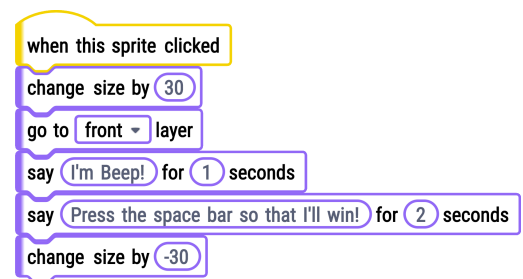 when this sprite clicked
change size by 30
go to front layer
say I'm Beep! for 1 seconds
say Press the space bar so that I'll win! for 2 seconds
change size by -30